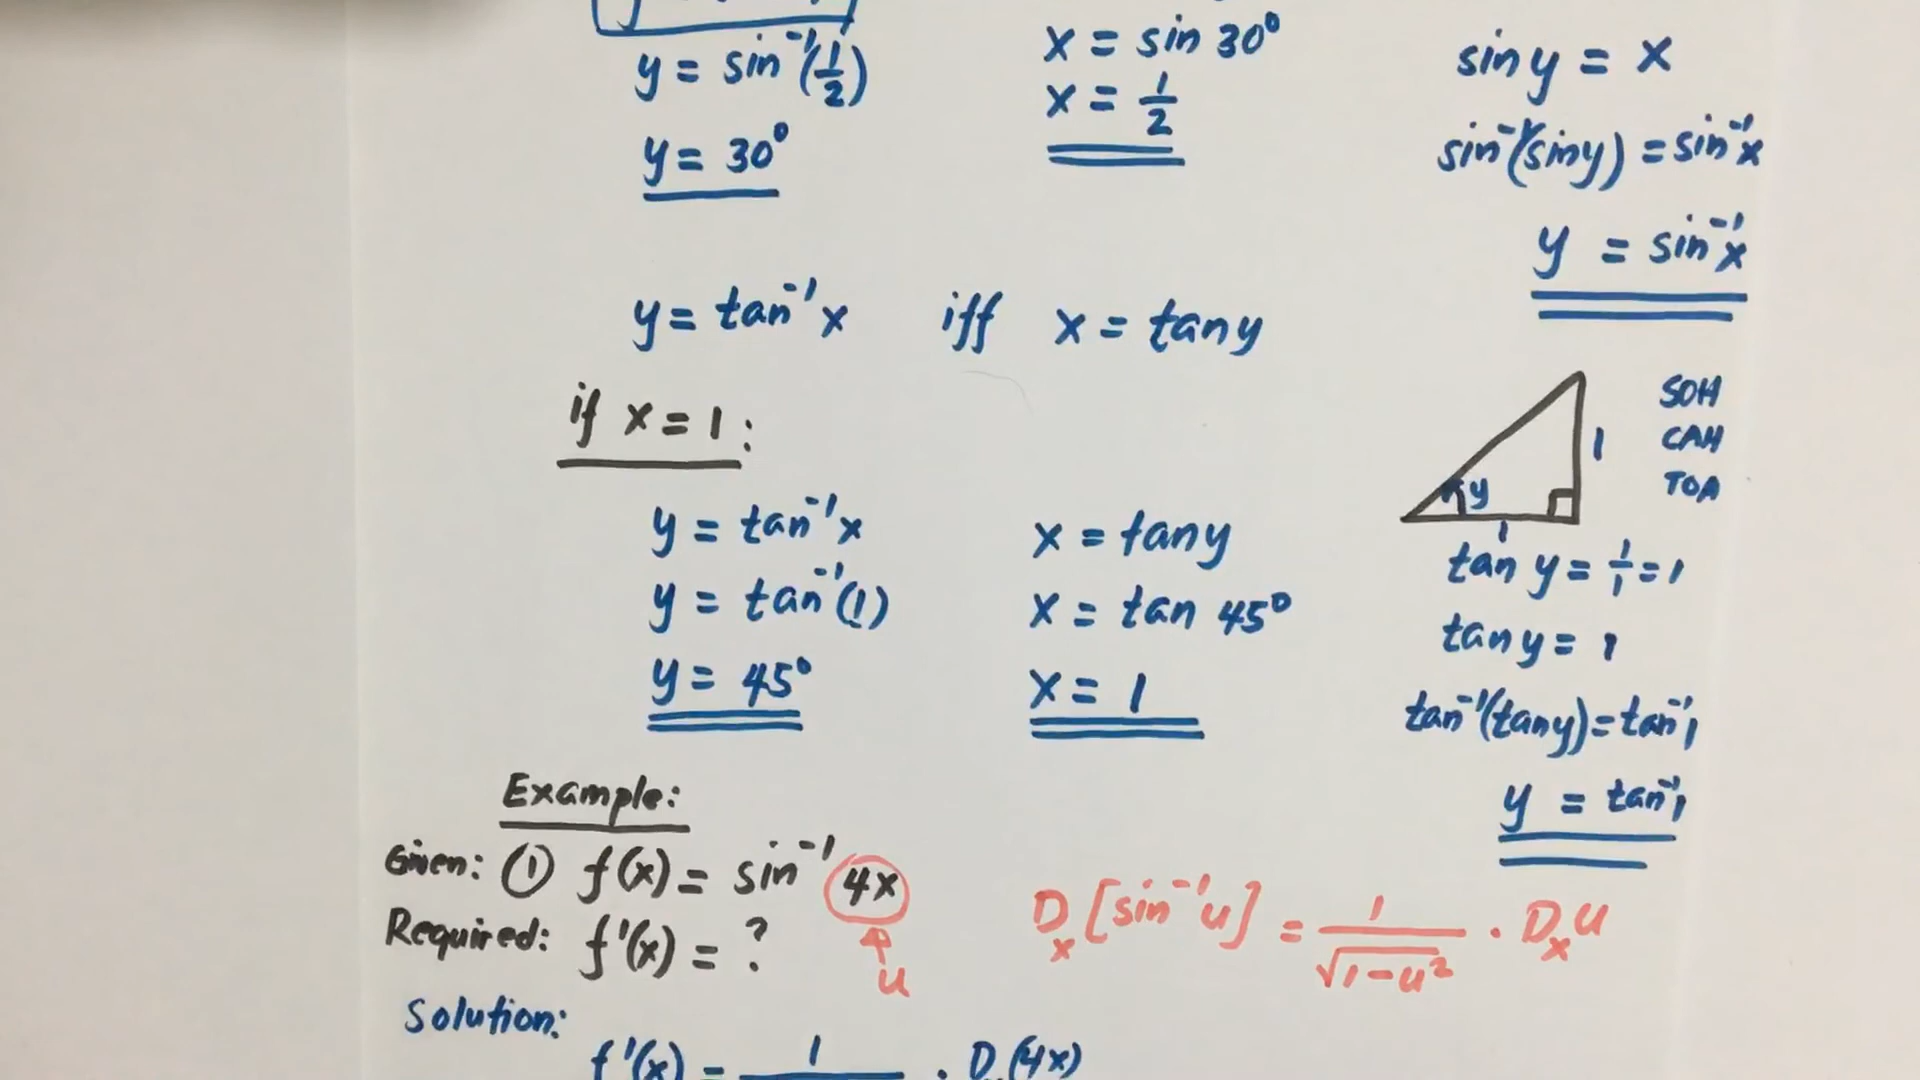 y = sin⁻¹(1/2)
y = 30°
x = sin 30°
x = 1/2
sin y = x
sin⁻¹(sin y) = sin⁻¹x
y = sin⁻¹x
y = tan⁻¹x iff x = tan y
if x = 1:
y = tan⁻¹x
y = tan⁻¹(1)
y = 45°
x = tan y
x = tan 45°
x = 1
SOH
CAH
TOA
1
y
1
tan y = 1/1 = 1
tan y = 1
tan⁻¹(tan y) = tan⁻¹1
y = tan⁻¹1
Example:
Given: ① f(x) = sin⁻¹ 4x
Required: f'(x) = ?
u
Dₓ[sin⁻¹u] = 1/√(1-u²) · Dₓu
Solution:
f'(x) = 1 · D (4x)